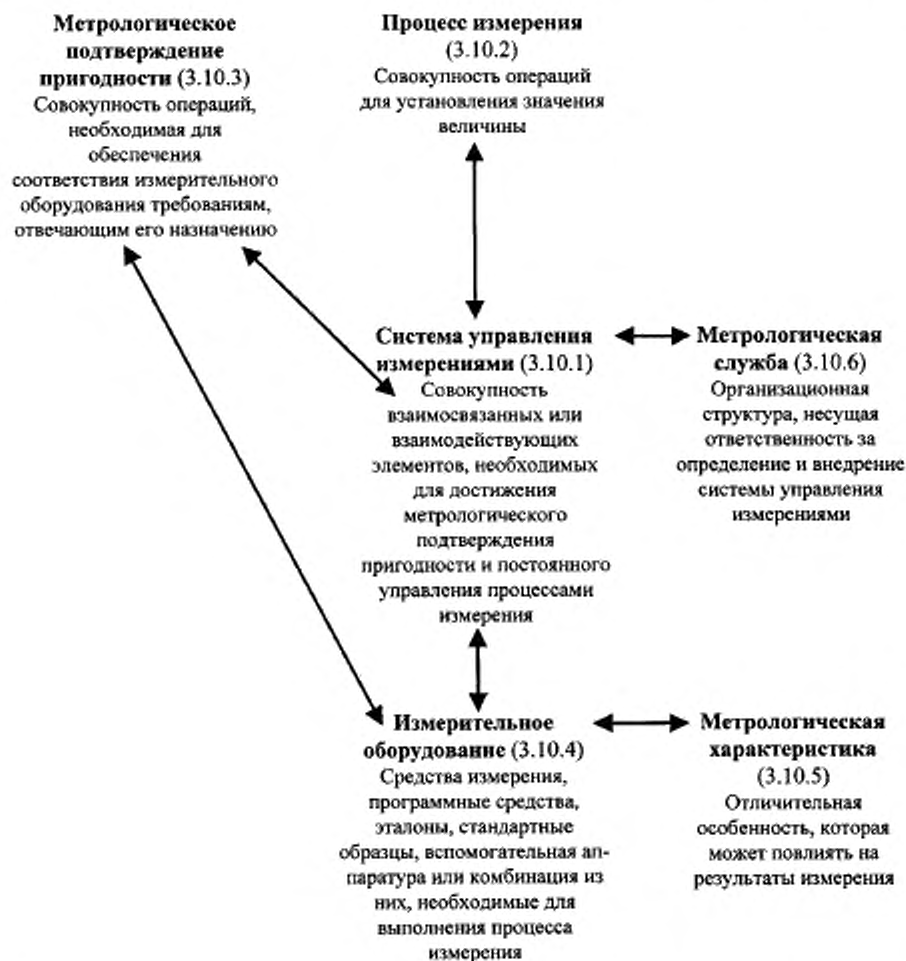 Метрологическое
подтверждение
пригодности (3.10.3)
Совокупность операций,
необходимая для
обеспечения
соответствия измерительного
оборудования требованиям,
отвечающим его назначению
Процесс измерения
(3.10.2)
Совокупность операций
для установления значения
величины
Система управления
измерениями (3.10.1)
Совокупность
взаимосвязанных или
взаимодействующих
элементов, необходимых
для достижения
метрологического
подтверждения
пригодности и постоянного
управления процессами
измерения
Метрологическая
служба (3.10.6)
Организационная
структура, несущая
ответственность за
определение и внедрение
системы управления
измерениями
Измерительное
оборудование (3.10.4)
Средства измерения,
программные средства,
эталоны, стандартные
образцы, вспомогательная ап-
паратура или комбинация из
них, необходимые для
выполнения процесса
измерения
Метрологическая
характеристика
(3.10.5)
Отличительная
особенность, которая
может повлиять на
результаты измерения